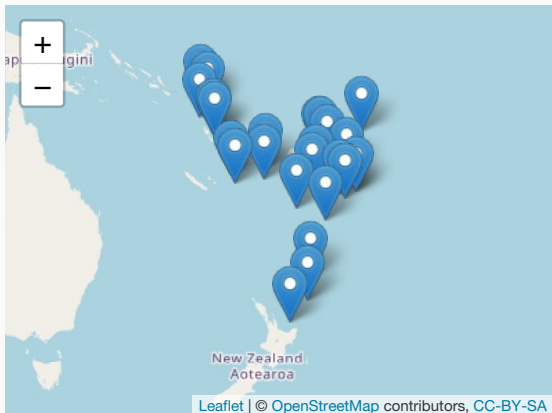 +
−
New Zealand
Aotearoa
Leaflet | © OpenStreetMap contributors, CC-BY-SA